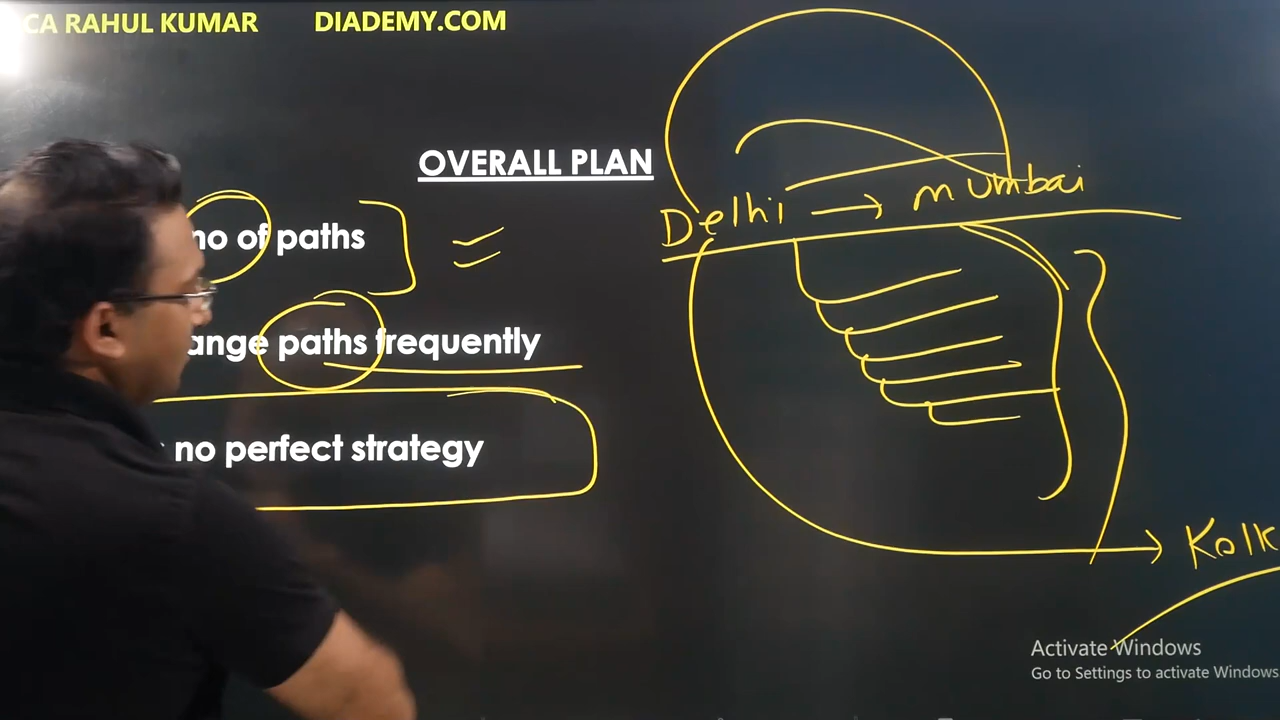 CA RAHUL KUMAR DIADEMY.COM
OVERALL PLAN
no of paths
ange paths frequently
no perfect strategy
Delhi → mumbai
Kolk
Activate Windows
Go to Settings to activate Windows